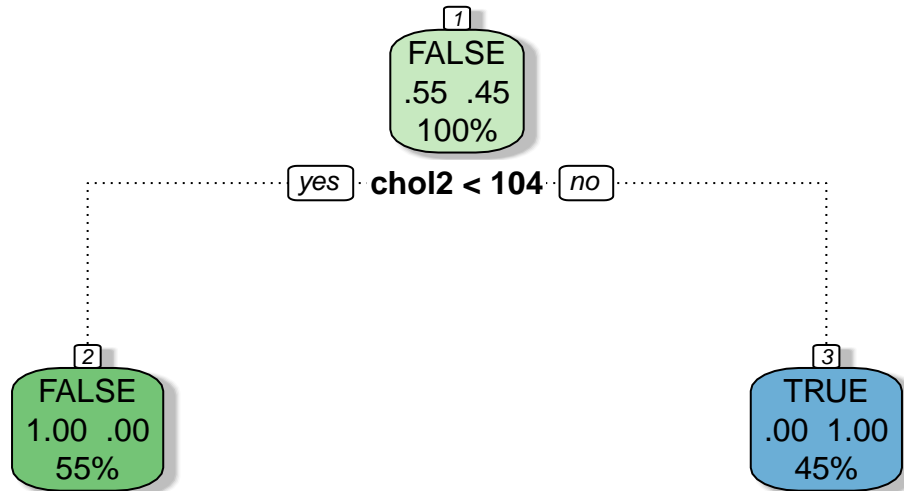 1
FALSE
.55 .45
100%
yes chol2 < 104 no
2
FALSE
1.00 .00
55%
3
TRUE
.00 1.00
45%